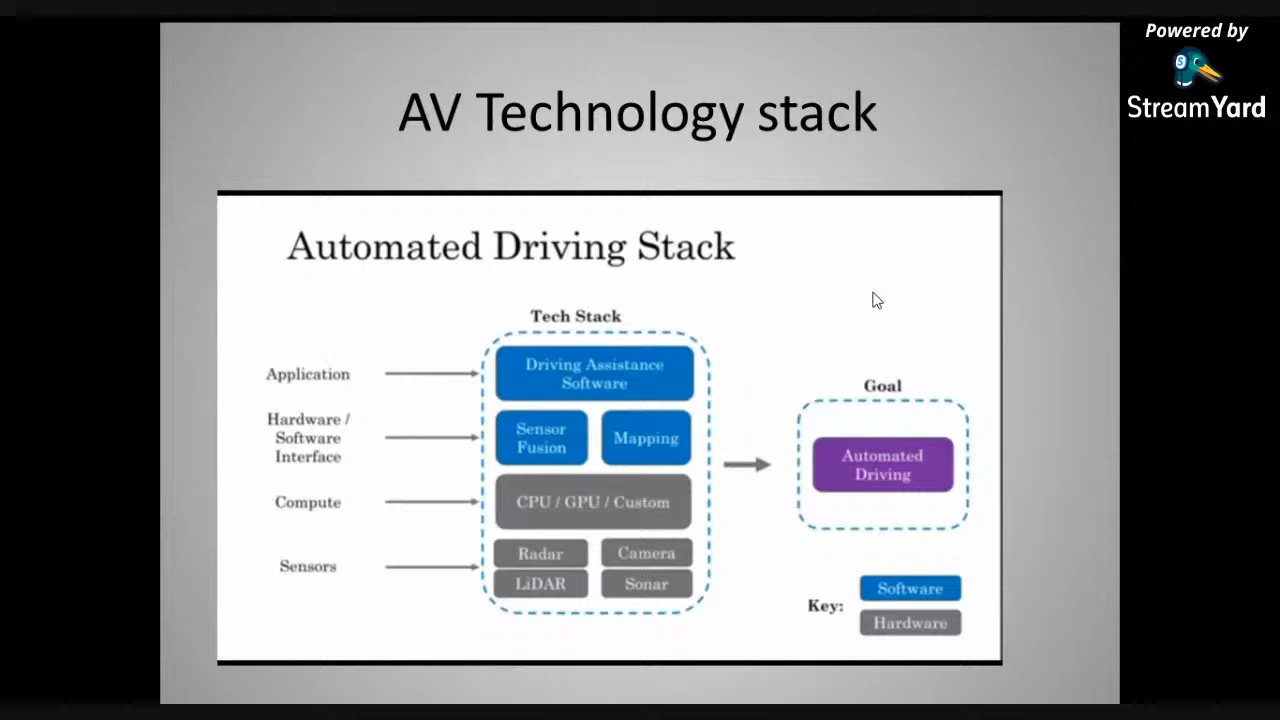 Powered by
StreamYard
AV Technology stack
Automated Driving Stack
Tech Stack
Application
Driving Assistance
Software
Hardware /
Software
Interface
Sensor
Fusion
Mapping
Compute
CPU / GPU / Custom
Sensors
Radar
Camera
LiDAR
Sonar
Goal
Automated
Driving
Key:
Software
Hardware